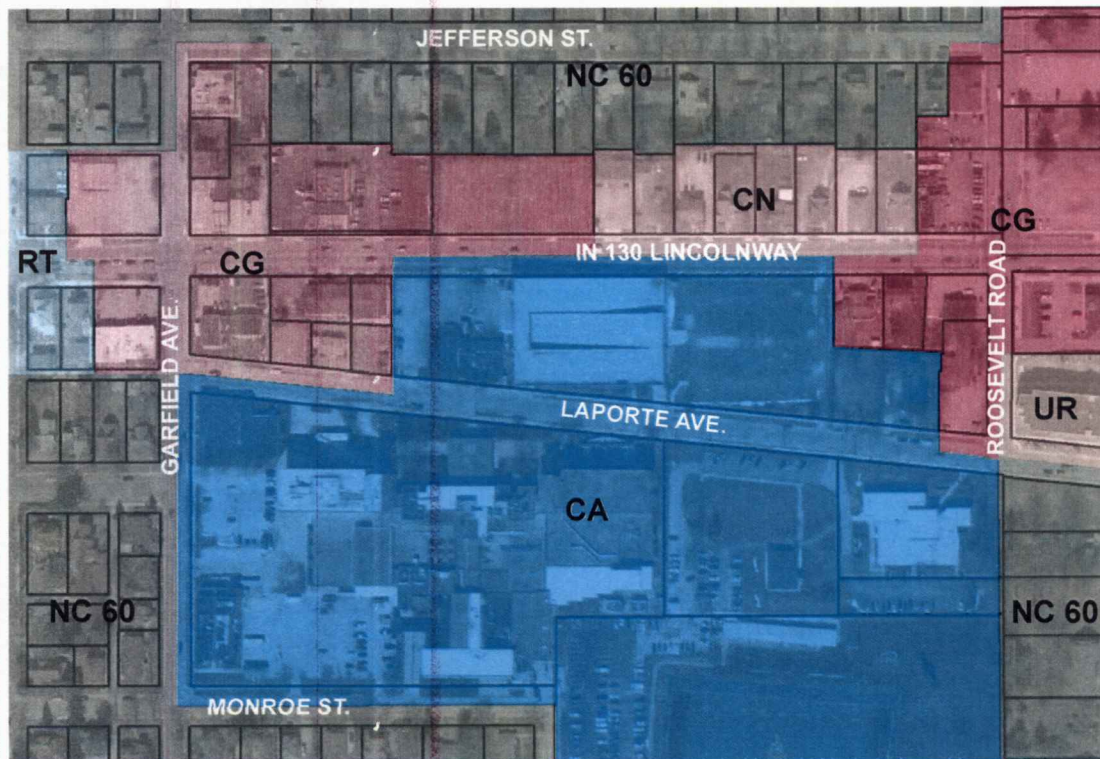 JEFFERSON ST.
NC 60
CN
CG
RT
CG
IN 130 LINCOLNWAY
GARFIELD AVE.
ROOSEVELT ROAD
LAPORTE AVE.
UR
CA
NC 60
NC 60
MONROE ST.